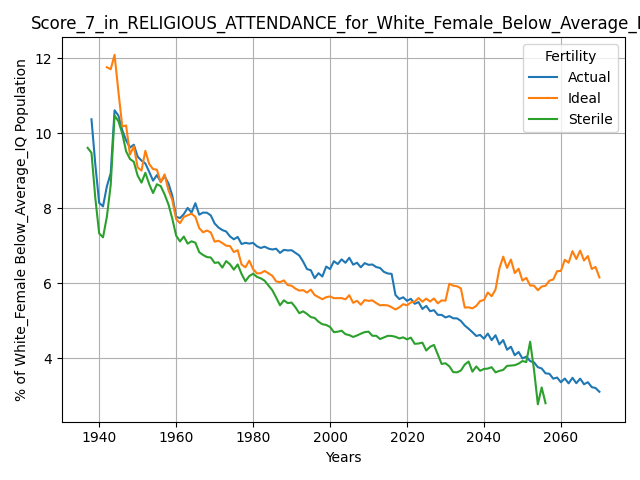 Score_7_in_RELIGIOUS_ATTENDANCE_for_White_Female_Below_Average_I
% of White_Female Below_Average_IQ Population
12
10
8
6
4
Fertility
Actual
Ideal
Sterile
1940 1960 1980 2000 2020 2040 2060
Years